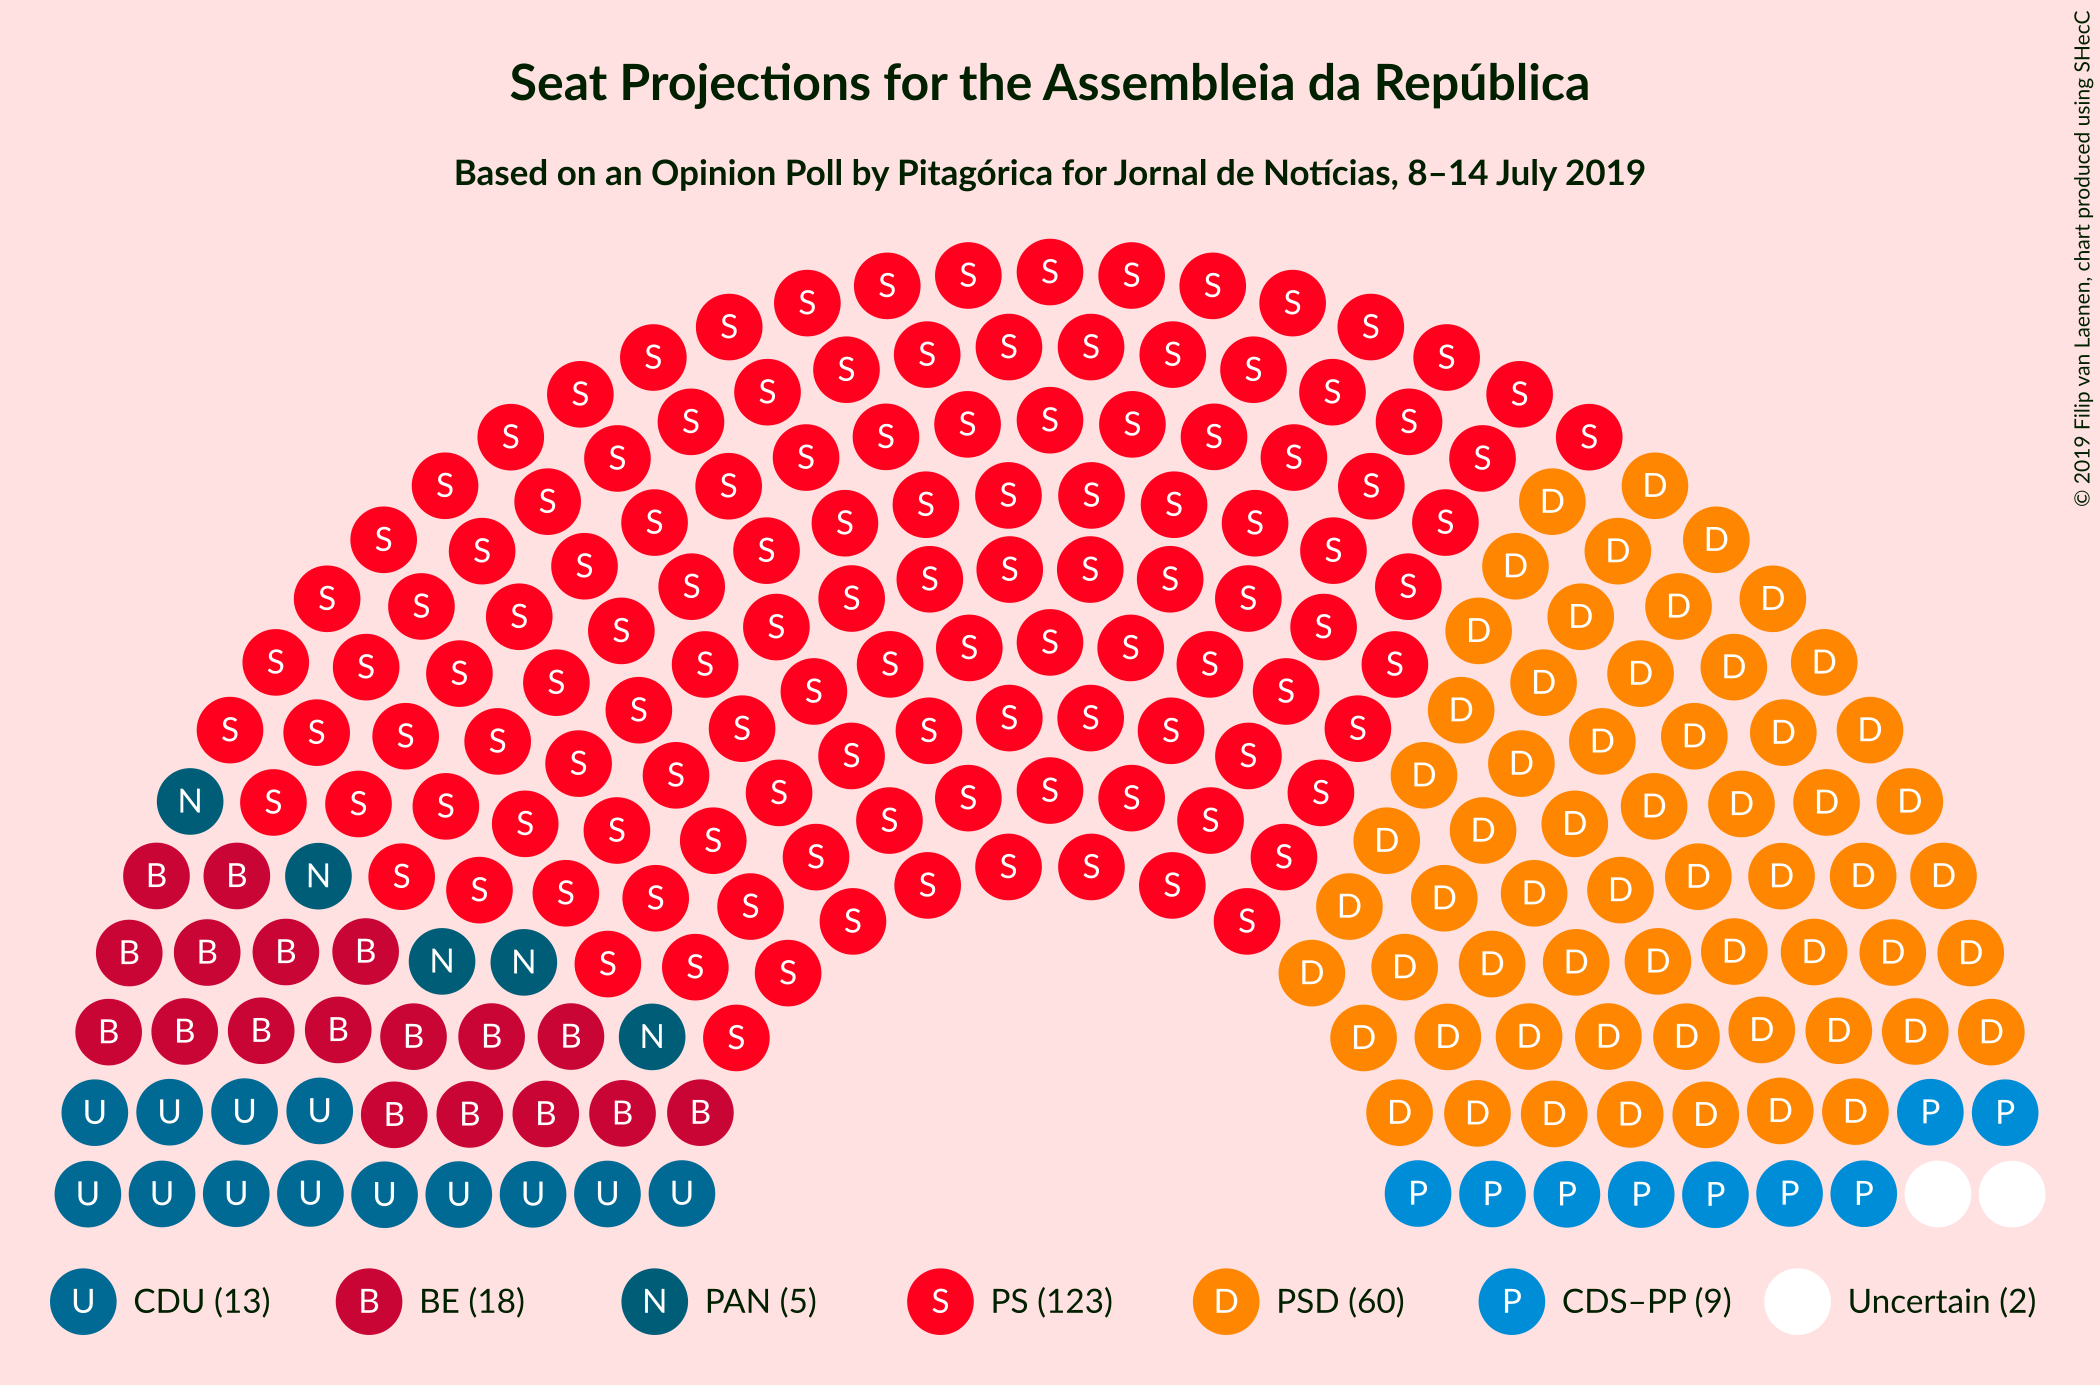 Seat Projections for the Assembleia da República
Based on an Opinion Poll by Pitagórica for Jornal de Notícias, 8–14 July 2019
© 2019 Filip van Laenen, chart produced using SHecC
S S S S S S S S S S S S S S S S S S S S S S S S S S S S S S S S S S S S S S S S S S S S S S S S S S S S S S S S S S S S S S S S S S S S S S S S S S S S S S S S S S S S S S S S S S S S S S S S S S S S S S S S S S S S S S S S S S S S S S S S S S S
D D D D D D D D D D D D D D D D D D D D D D D D D D D D D D D D D D D D D D D D D D D D D D D D D D D D D D D D D D D D
N N N N N
B B B B B B B B B B B B B B B B B B
U U U U U U U U U U U U U
P P P P P P P P P
U CDU (13) B BE (18) N PAN (5) S PS (123) D PSD (60) P CDS–PP (9) Uncertain (2)